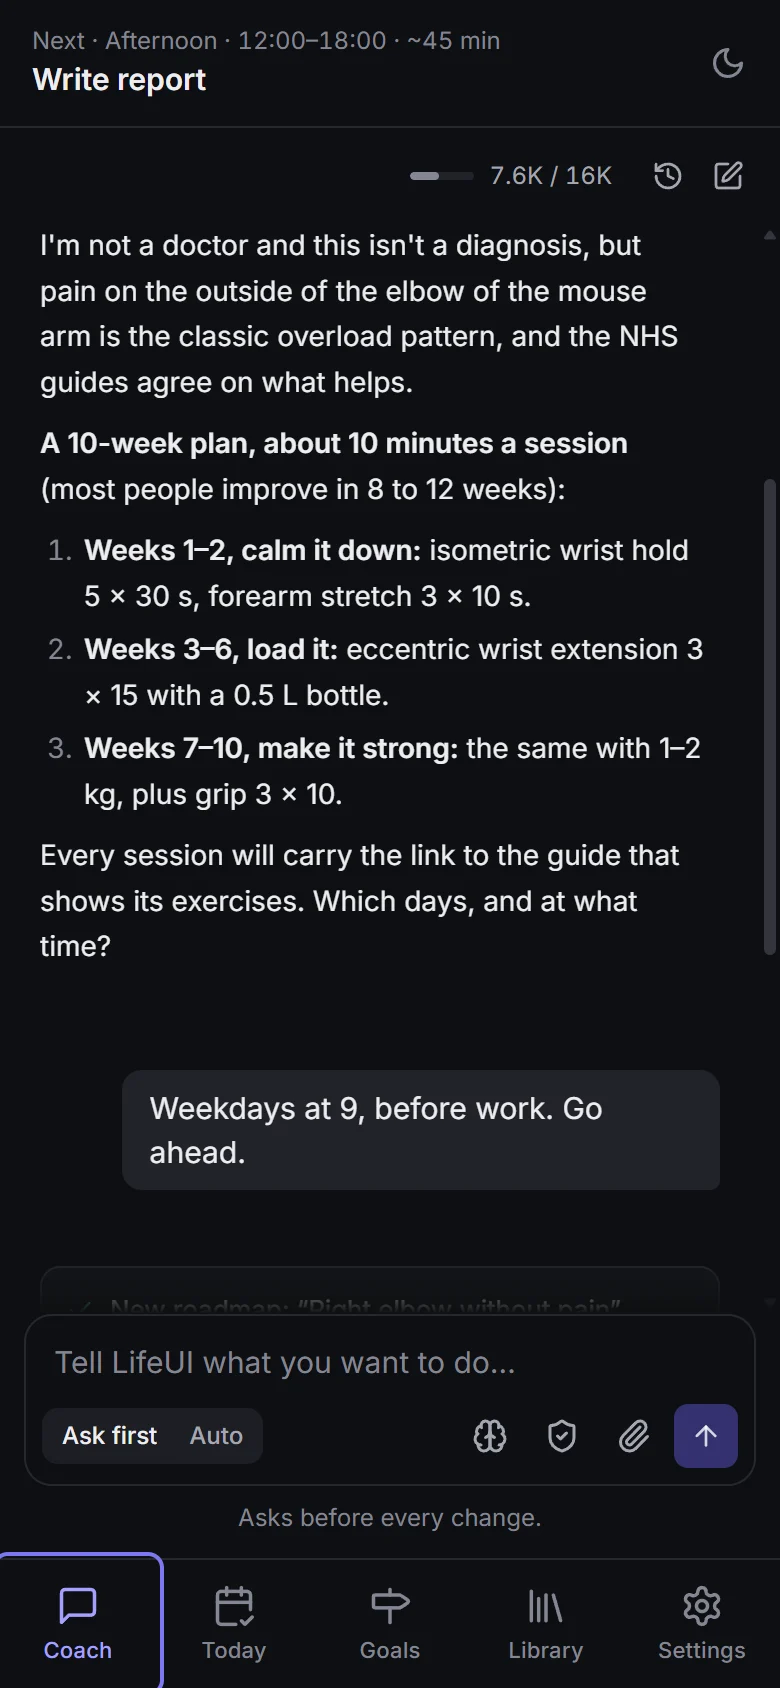 Next · Afternoon · 12:00–18:00 · ~45 min
Write report
7.6K / 16K
I'm not a doctor and this isn't a diagnosis, but
pain on the outside of the elbow of the mouse
arm is the classic overload pattern, and the NHS
guides agree on what helps.
A 10-week plan, about 10 minutes a session
(most people improve in 8 to 12 weeks):
1. Weeks 1–2, calm it down: isometric wrist hold
5 × 30 s, forearm stretch 3 × 10 s.
2. Weeks 3–6, load it: eccentric wrist extension 3
× 15 with a 0.5 L bottle.
3. Weeks 7–10, make it strong: the same with 1–2
kg, plus grip 3 × 10.
Every session will carry the link to the guide that
shows its exercises. Which days, and at what
time?
Weekdays at 9, before work. Go
ahead.
New roadmap: “Right elbow without pain”
Tell LifeUI what you want to do...
Ask first Auto
Asks before every change.
Coach Today Goals Library Settings